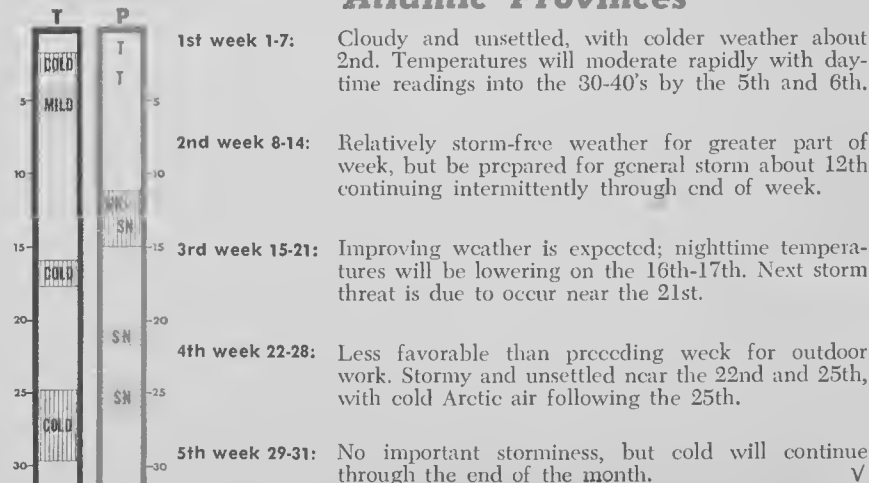 Atlantic Provinces
T P
T
COLD
T
5 MILD 5
10 10
SN
15 15
COLD
20 20
SN
25 SN 25
COLD
30 30
1st week 1-7: Cloudy and unsettled, with colder weather about
2nd. Temperatures will moderate rapidly with day-
time readings into the 30-40's by the 5th and 6th.
2nd week 8-14: Relatively storm-free weather for greater part of
week, but be prepared for general storm about 12th
continuing intermittently through end of week.
3rd week 15-21: Improving weather is expected; nighttime tempera-
tures will be lowering on the 16th-17th. Next storm
threat is due to occur near the 21st.
4th week 22-28: Less favorable than preceding week for outdoor
work. Stormy and unsettled near the 22nd and 25th,
with cold Arctic air following the 25th.
5th week 29-31: No important storminess, but cold will continue
through the end of the month. V